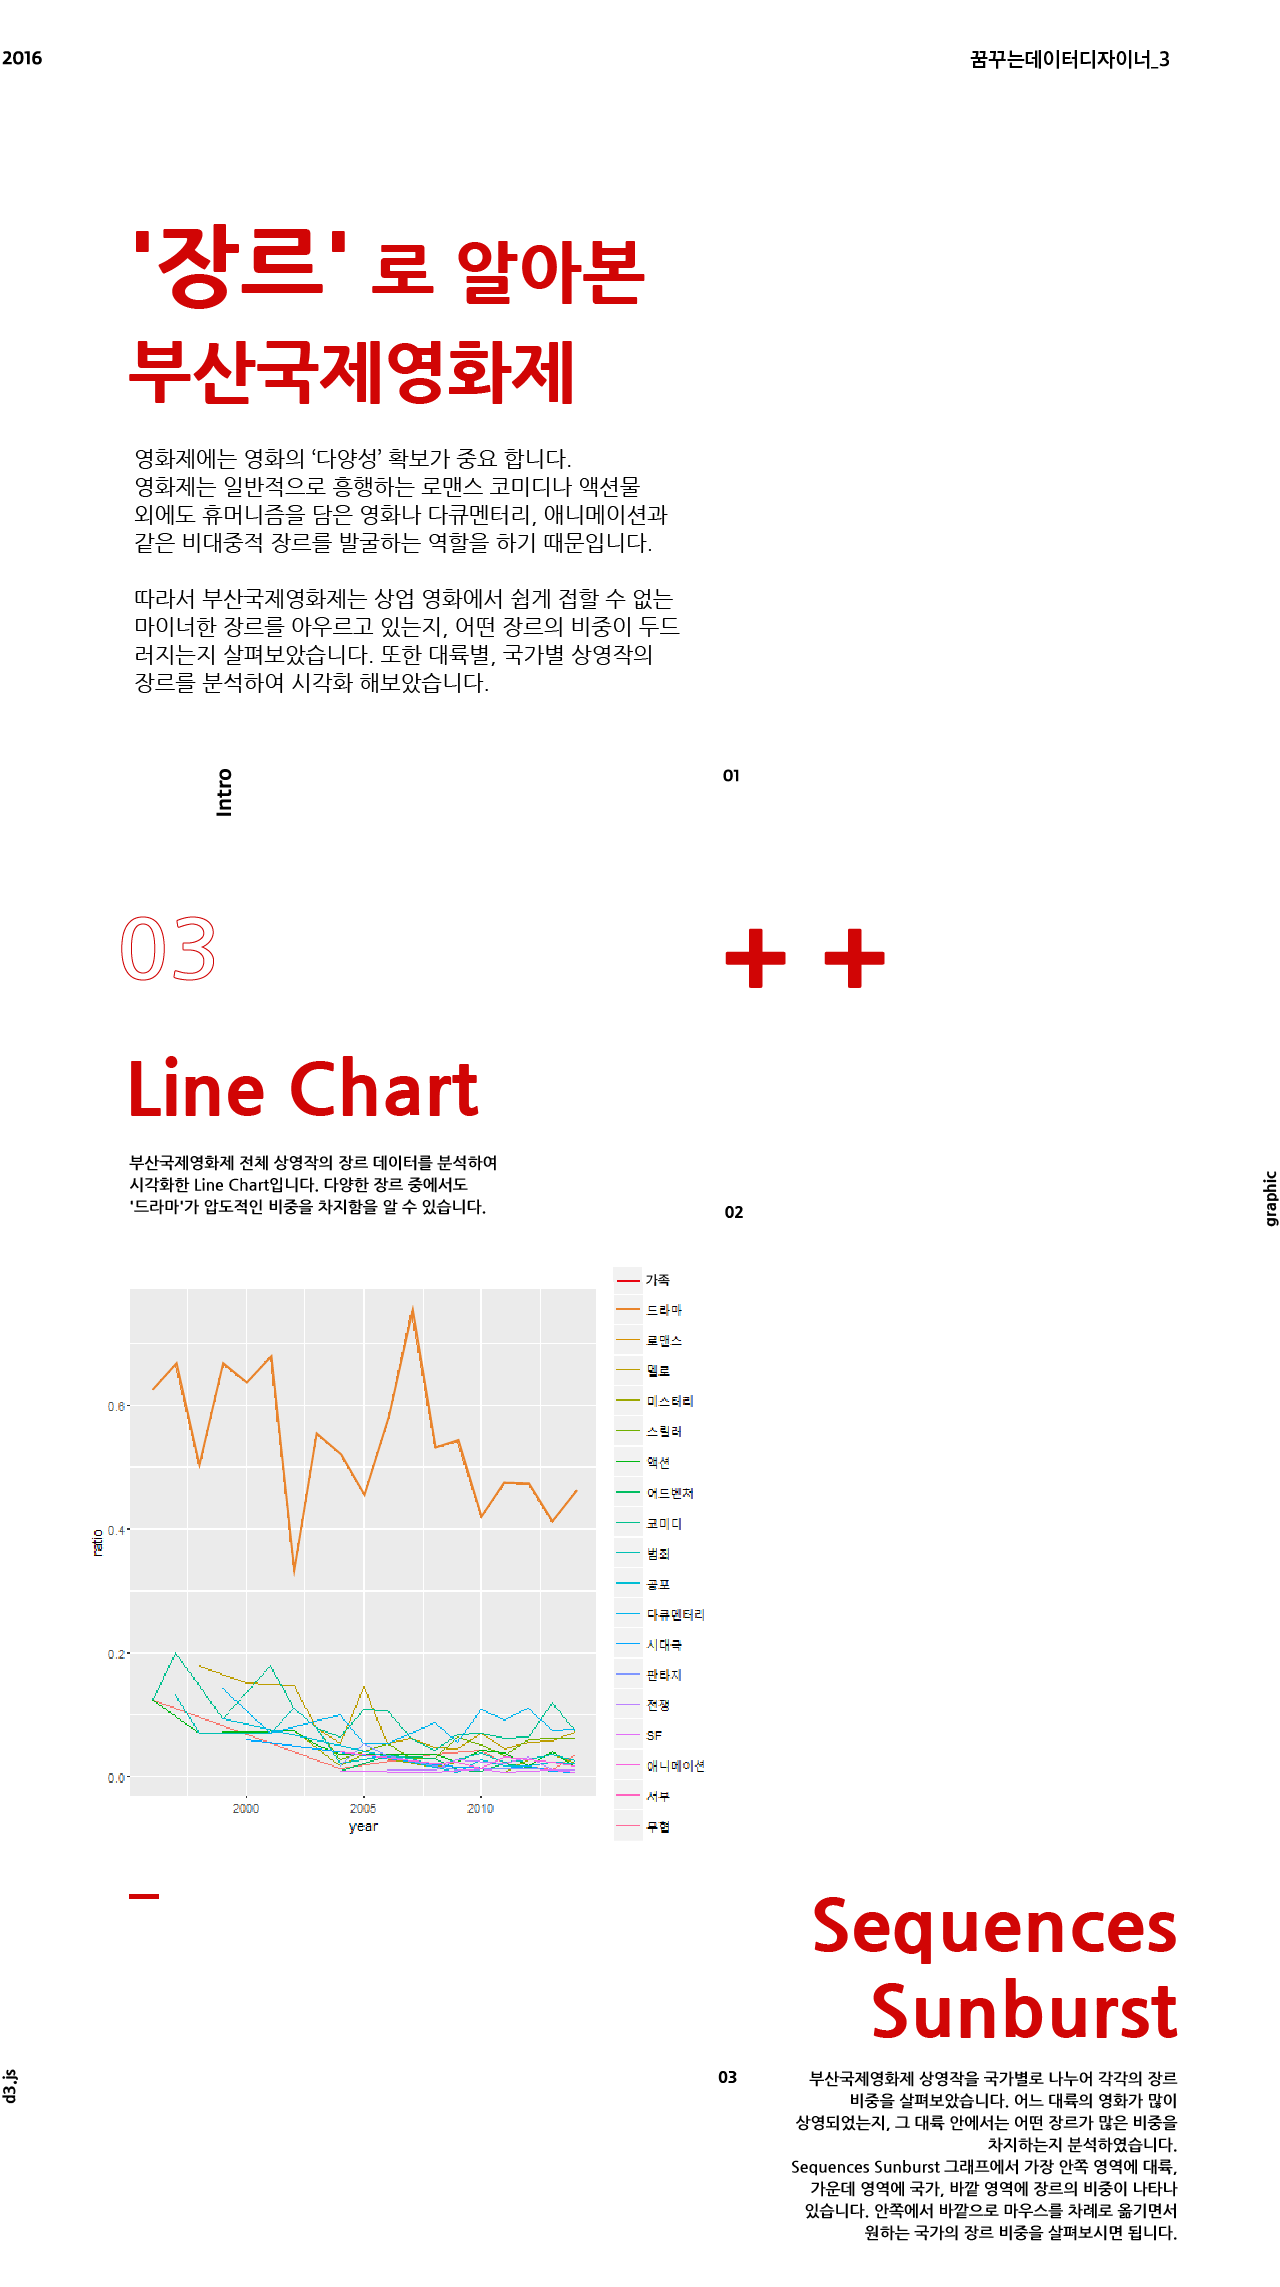 2016
꿈꾸는데이터디자이너_3
'장르' 로 알아본
부산국제영화제
영화제에는 영화의 ‘다양성’ 확보가 중요 합니다.
영화제는 일반적으로 흥행하는 로맨스 코미디나 액션물
외에도 휴머니즘을 담은 영화나 다큐멘터리, 애니메이션과
같은 비대중적 장르를 발굴하는 역할을 하기 때문입니다.
따라서 부산국제영화제는 상업 영화에서 쉽게 접할 수 없는
마이너한 장르를 아우르고 있는지, 어떤 장르의 비중이 두드
러지는지 살펴보았습니다. 또한 대륙별, 국가별 상영작의
장르를 분석하여 시각화 해보았습니다.
Intro
01
03
+ +
Line Chart
부산국제영화제 전체 상영작의 장르 데이터를 분석하여
시각화한 Line Chart입니다. 다양한 장르 중에서도
'드라마'가 압도적인 비중을 차지함을 알 수 있습니다.
02
graphic
가족
드라마
로맨스
멜로
미스터리
스릴러
액션
어드벤처
코미디
범죄
공포
다큐멘터리
시대극
판타지
전쟁
SF
애니메이션
서부
무협
0.6
0.4
0.2
0.0
ratio
2000
2005
2010
year
Sequences
Sunburst
d3.js
03
부산국제영화제 상영작을 국가별로 나누어 각각의 장르
비중을 살펴보았습니다. 어느 대륙의 영화가 많이
상영되었는지, 그 대륙 안에서는 어떤 장르가 많은 비중을
차지하는지 분석하였습니다.
Sequences Sunburst 그래프에서 가장 안쪽 영역에 대륙,
가운데 영역에 국가, 바깥 영역에 장르의 비중이 나타나
있습니다. 안쪽에서 바깥으로 마우스를 차례로 옮기면서
원하는 국가의 장르 비중을 살펴보시면 됩니다.